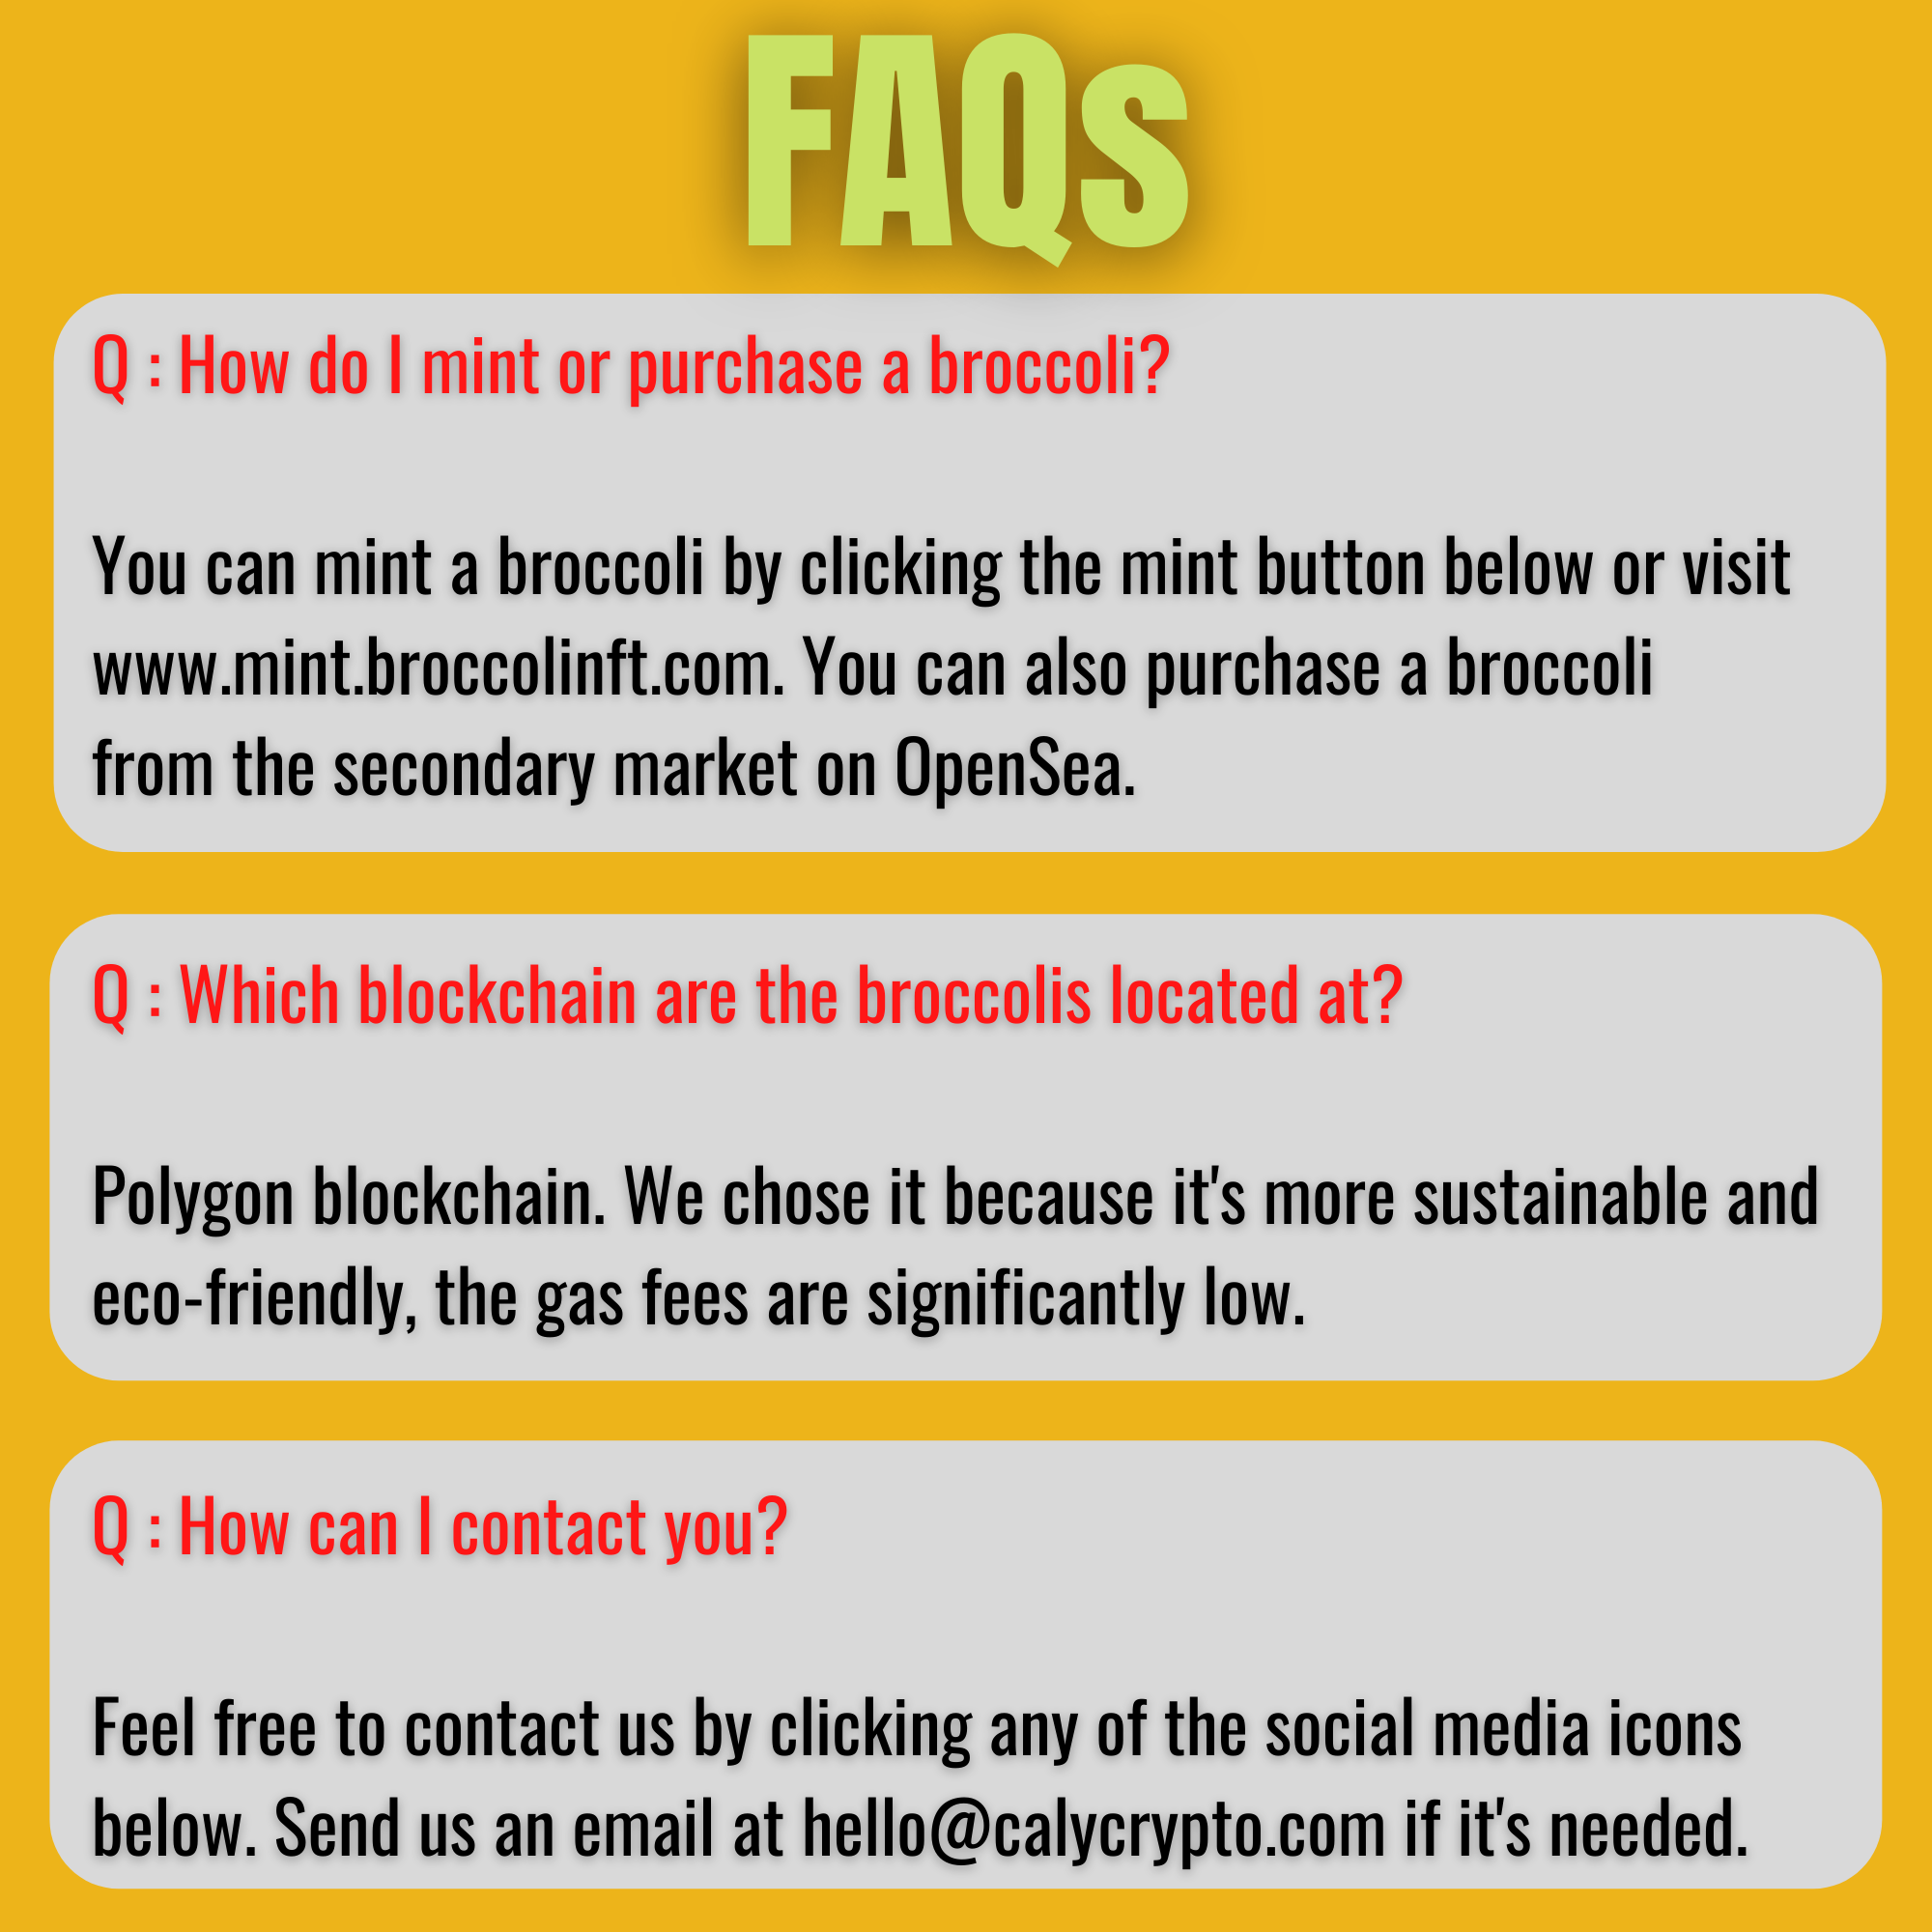 FAQs
Q : How do I mint or purchase a broccoli?
You can mint a broccoli by clicking the mint button below or visit
www.mint.broccolinft.com. You can also purchase a broccoli
from the secondary market on OpenSea.
Q : Which blockchain are the broccolis located at?
Polygon blockchain. We chose it because it's more sustainable and
eco-friendly, the gas fees are significantly low.
Q : How can I contact you?
Feel free to contact us by clicking any of the social media icons
below. Send us an email at hello@calycrypto.com if it's needed.